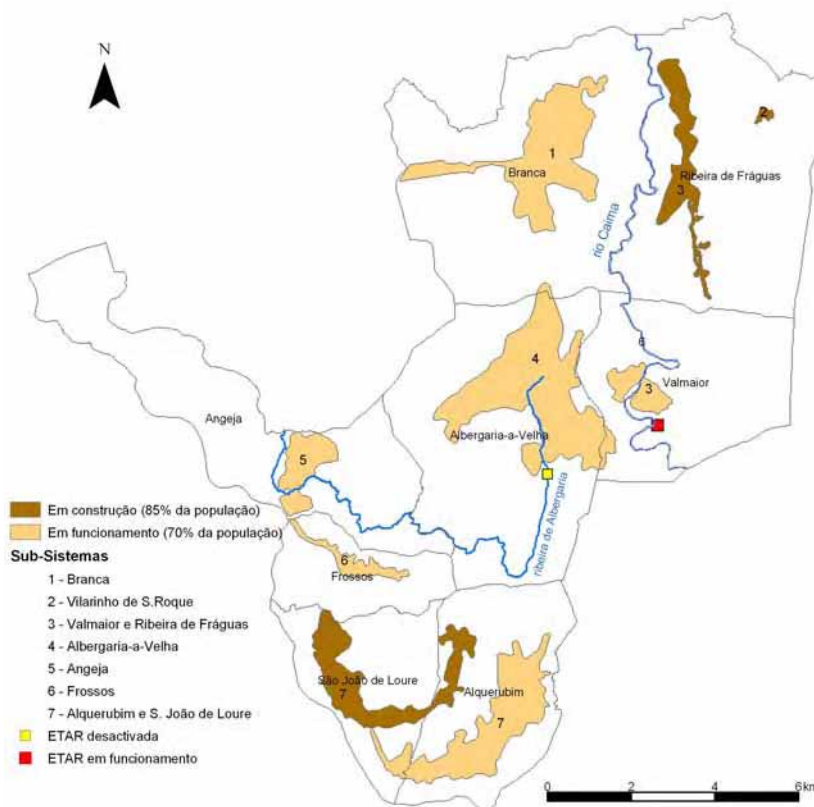 N
2
1
Branca
Ribeira de Fráguas
3
rio Caima
6
4
3
Valmaior
Angeja
Albergaria-a-Velha
5
ribeira de Albergaria
Em construção (85% da população)
Em funcionamento (70% da população)
Sub-Sistemas
1 - Branca
2 - Vilarinho de S.Roque
3 - Valmaior e Ribeira de Fráguas
4 - Albergaria-a-Velha
5 - Angeja
6 - Frossos
7 - Alquerubim e S. João de Loure
ETAR desactivada
ETAR em funcionamento
6
Frossos
São João de Loure
7
Alquerubim
7
0 2 4 6 km